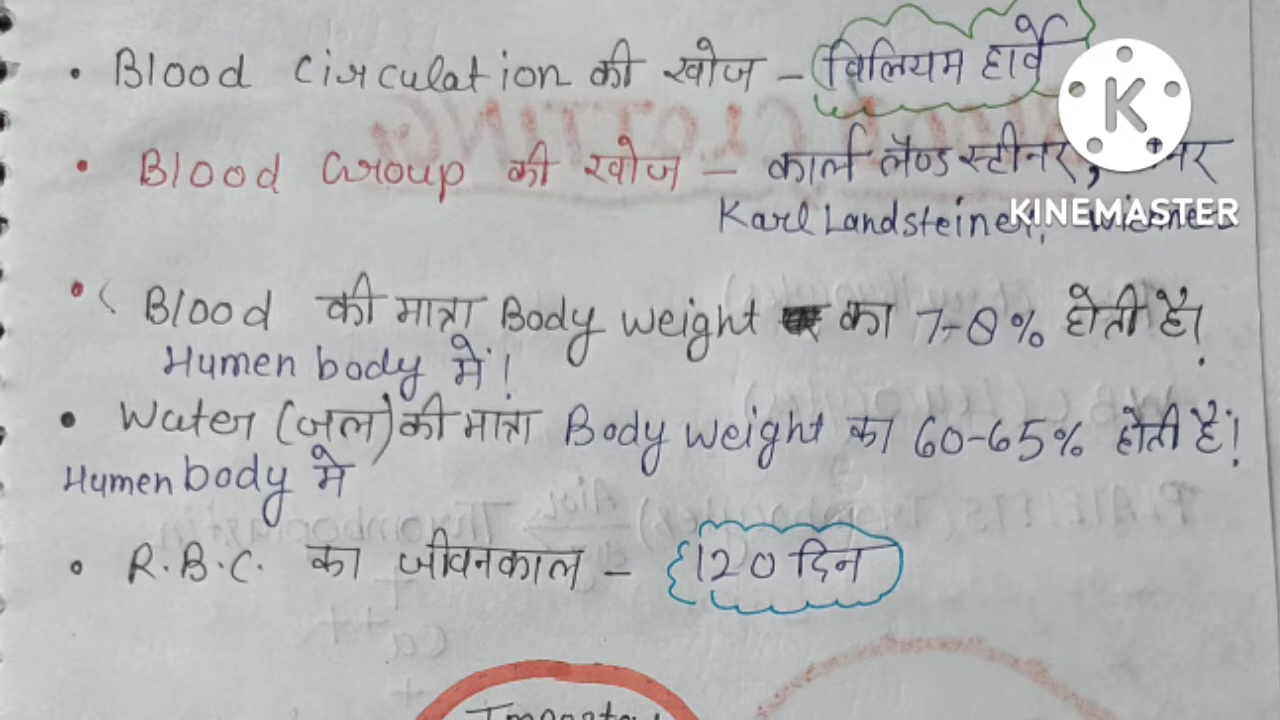 • Blood Circulation की खोज – विलियम हार्वे
• Blood Group की खोज – कार्ल लैण्ड स्टीनर,
Karl Landsteiner,
KINEMASTER
• Blood की मात्रा Body weight का 7-8% होती है।
Humen body में!
• Water (जल) की मात्रा Body weight का 60-65% होती है!
Humen body मे
• R.B.C. का जीवनकाल – 120 दिन